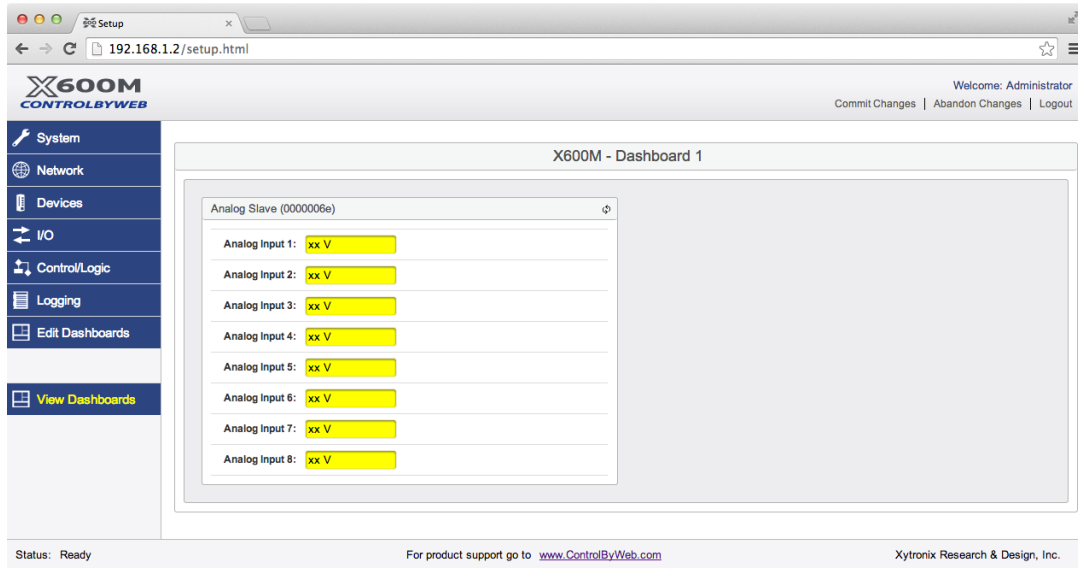 Setup
192.168.1.2/setup.html
X600M
CONTROLBYWEB
Welcome: Administrator
Commit Changes | Abandon Changes | Logout
System
Network
Devices
I/O
Control/Logic
Logging
Edit Dashboards
View Dashboards
X600M - Dashboard 1
Analog Slave (0000006e)
Analog Input 1: xx V
Analog Input 2: xx V
Analog Input 3: xx V
Analog Input 4: xx V
Analog Input 5: xx V
Analog Input 6: xx V
Analog Input 7: xx V
Analog Input 8: xx V
Status: Ready
For product support go to www.ControlByWeb.com
Xytronix Research & Design, Inc.